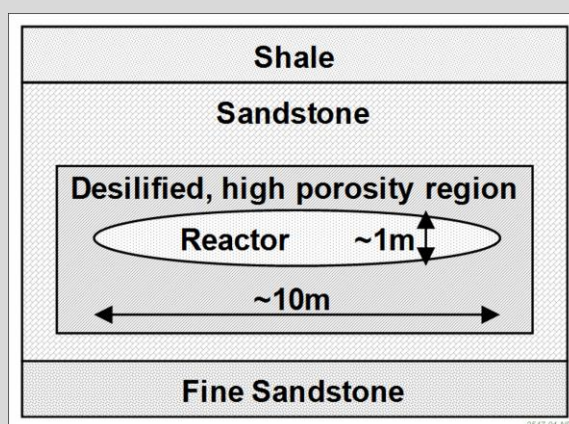 Shale
Sandstone
Desilified, high porosity region
Reactor
~1m
~10m
Fine Sandstone